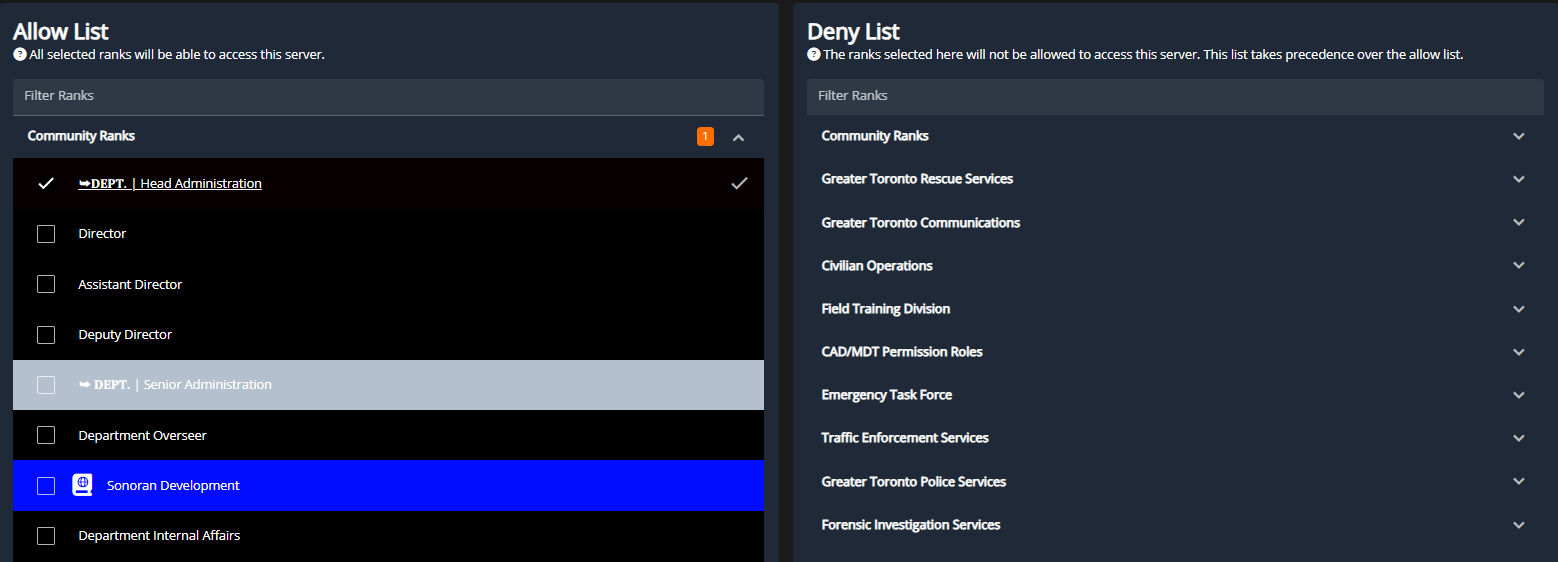 Allow List
All selected ranks will be able to access this server.
Filter Ranks
Community Ranks
1
➥DEPT. | Head Administration
Director
Assistant Director
Deputy Director
➥ DEPT. | Senior Administration
Department Overseer
Sonoran Development
Department Internal Affairs
Deny List
The ranks selected here will not be allowed to access this server. This list takes precedence over the allow list.
Filter Ranks
Community Ranks
Greater Toronto Rescue Services
Greater Toronto Communications
Civilian Operations
Field Training Division
CAD/MDT Permission Roles
Emergency Task Force
Traffic Enforcement Services
Greater Toronto Police Services
Forensic Investigation Services